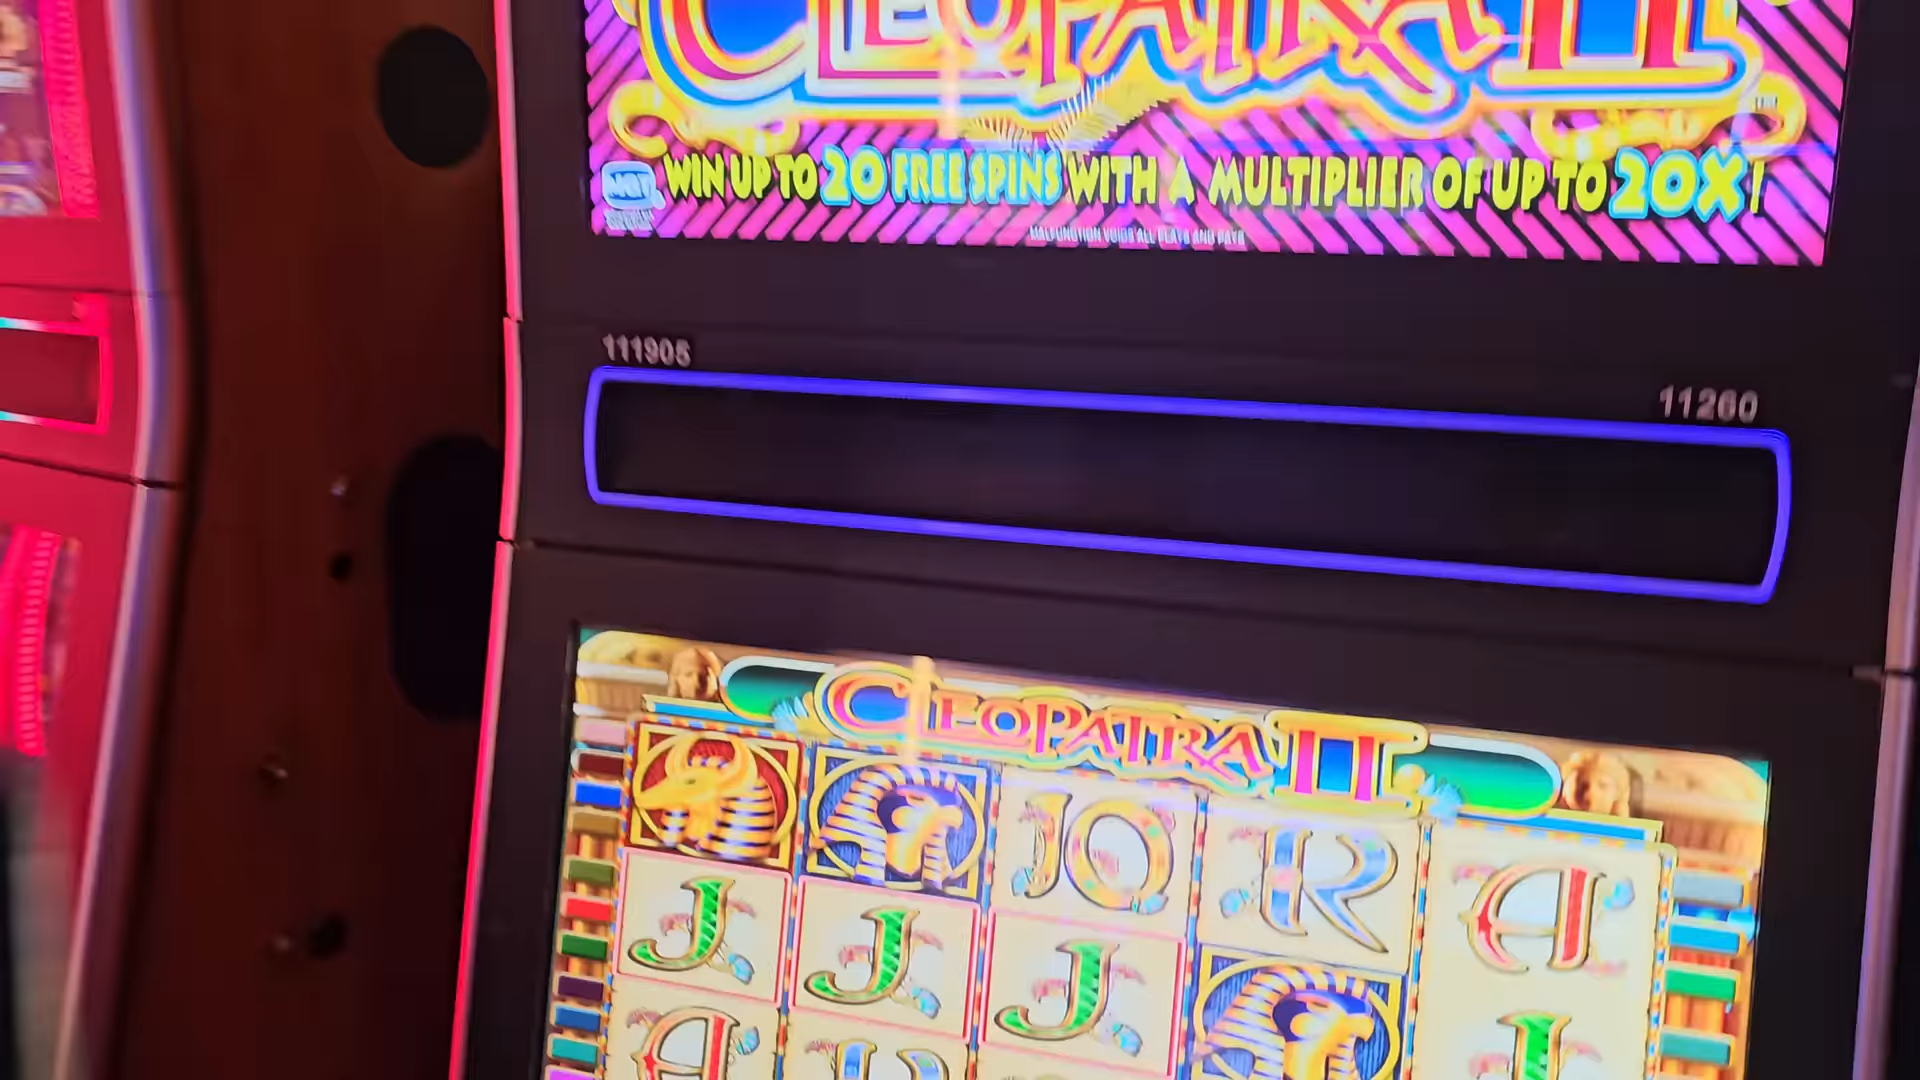 CLEOPATRA II
WIN UP TO 20 FREE SPINS WITH A MULTIPLIER OF UP TO 20X!
MALFUNCTION VOIDS ALL PLAYS AND PAYS
111905
11260
CLEOPATRA II
10 K A
J J J
A J